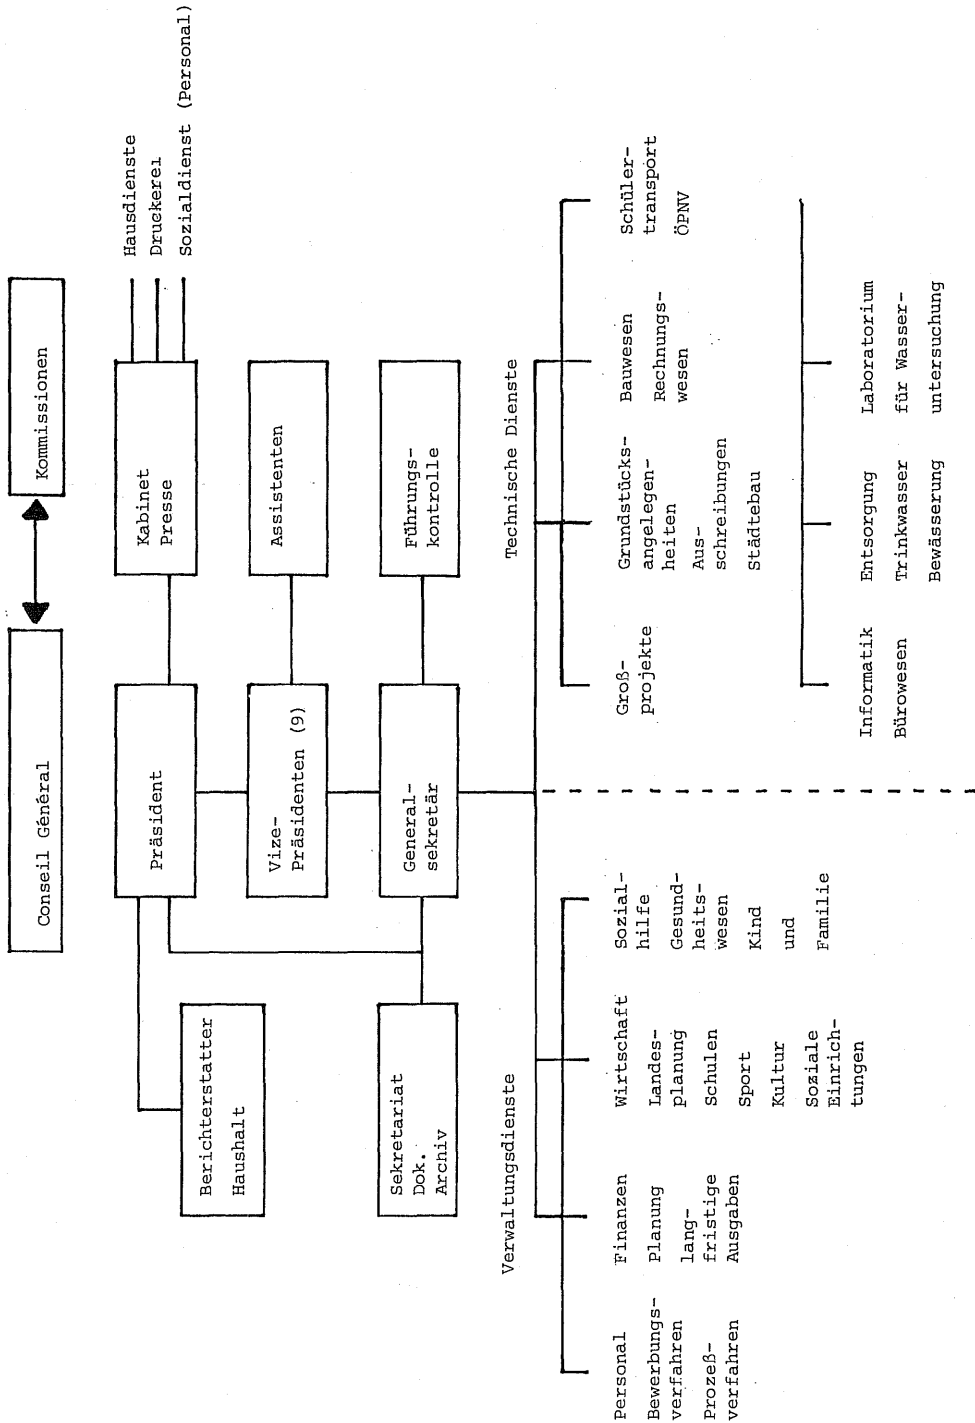 Conseil Général
Kommissionen
Präsident
Kabinet
Presse
Hausdienste
Druckerei
Sozialdienst (Personal)
Berichterstatter
Haushalt
Vize-
Präsidenten (9)
Assistenten
Sekretariat
Dok.
Archiv
General-
sekretär
Führungs-
kontrolle
Verwaltungsdienste
Technische Dienste
Personal
Bewerbungs-
verfahren
Prozeß-
verfahren
Finanzen
Planung
lang-
fristige
Ausgaben
Wirtschaft
Landes-
planung
Schulen
Sport
Kultur
Soziale
Einrich-
tungen
Sozial-
hilfe
Gesund-
heits-
wesen
Kind
und
Familie
Groß-
projekte
Grundstücks-
angelegen-
heiten
Aus-
schreibungen
Städtebau
Bauwesen
Rechnungs-
wesen
Schüler-
transport
ÖPNV
Informatik
Bürowesen
Entsorgung
Trinkwasser
Bewässerung
Laboratorium
für Wasser-
untersuchung